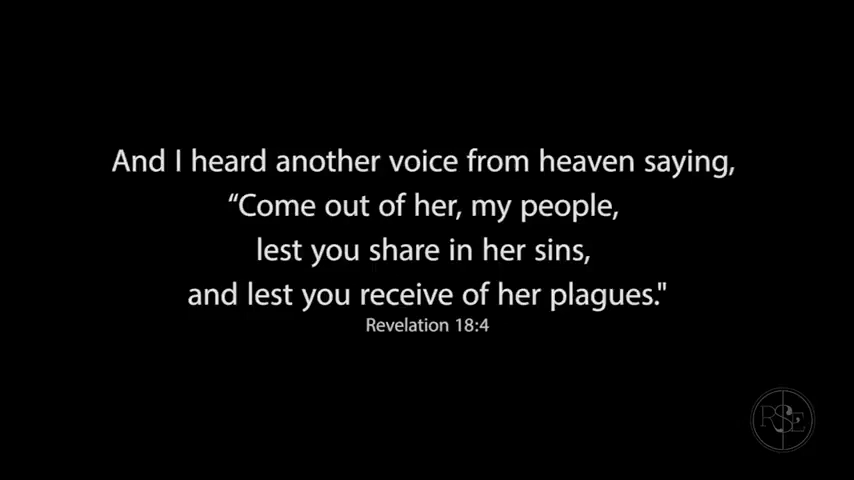 And I heard another voice from heaven saying,
“Come out of her, my people,
lest you share in her sins,
and lest you receive of her plagues."
Revelation 18:4
RSE